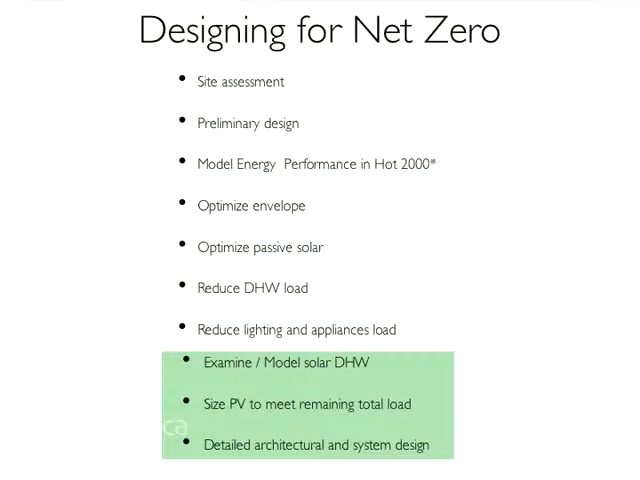 Designing for Net Zero
• Site assessment
• Preliminary design
• Model Energy Performance in Hot 2000*
• Optimize envelope
• Optimize passive solar
• Reduce DHW load
• Reduce lighting and appliances load
• Examine / Model solar DHW
• Size PV to meet remaining total load
ca
• Detailed architectural and system design